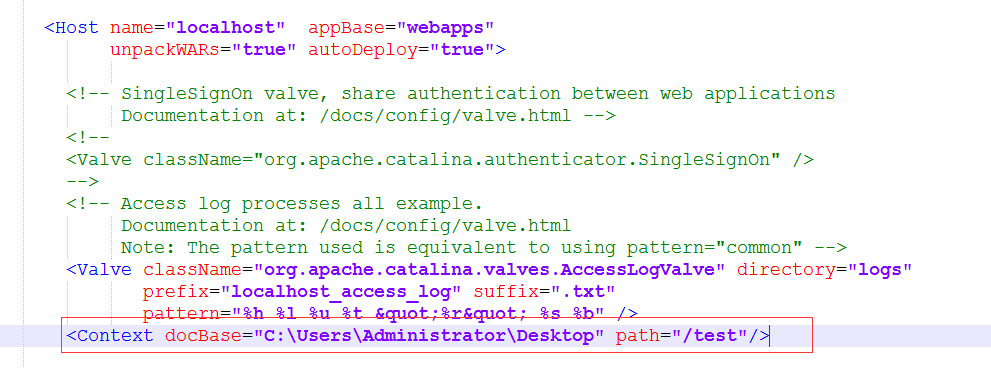 <Host name="localhost"  appBase="webapps"
unpackWARs="true" autoDeploy="true">
<!-- SingleSignOn valve, share authentication between web applications
Documentation at: /docs/config/valve.html -->
<!--
<Valve className="org.apache.catalina.authenticator.SingleSignOn" />
-->
<!-- Access log processes all example.
Documentation at: /docs/config/valve.html
Note: The pattern used is equivalent to using pattern="common" -->
<Valve className="org.apache.catalina.valves.AccessLogValve" directory="logs"
prefix="localhost_access_log" suffix=".txt"
pattern="%h %l %u %t &quot;%r&quot; %s %b" />
<Context docBase="C:\Users\Administrator\Desktop" path="/test"/>